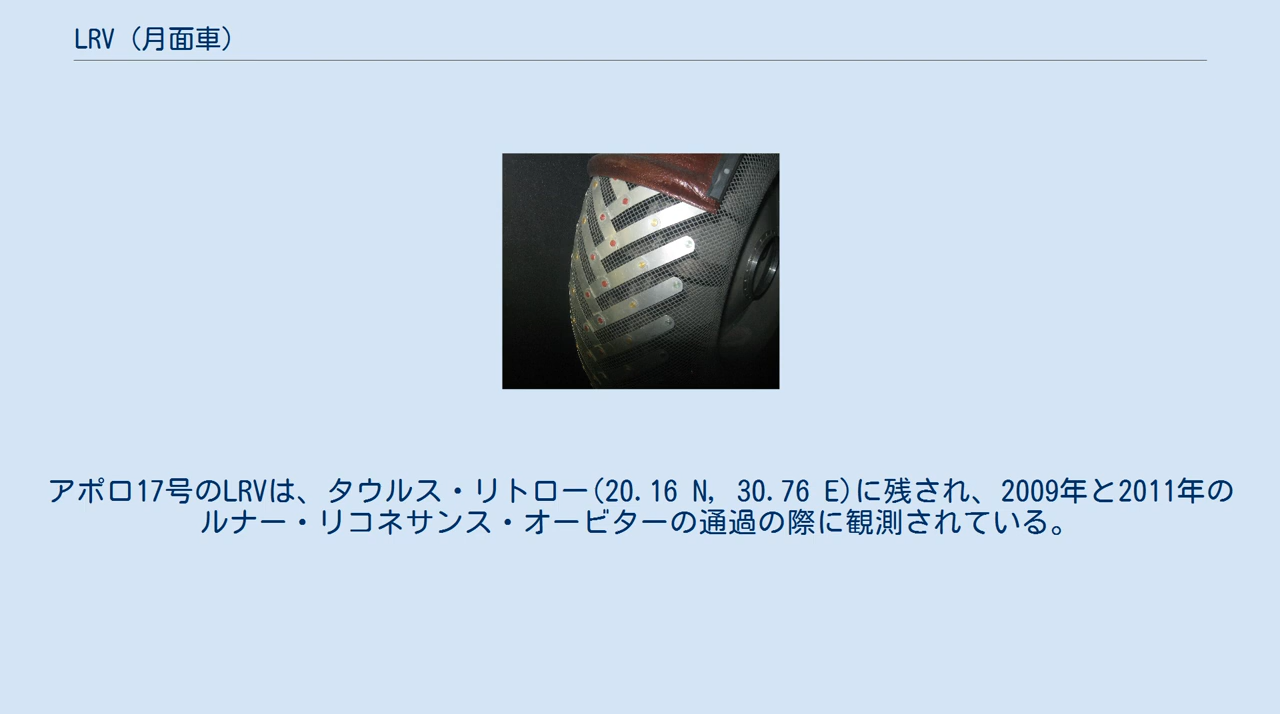 LRV（月面車）
アポロ17号のLRVは、タウルス・リトロー(20.16 N, 30.76 E)に残され、2009年と2011年の
ルナー・リコネサンス・オービターの通過の際に観測されている。